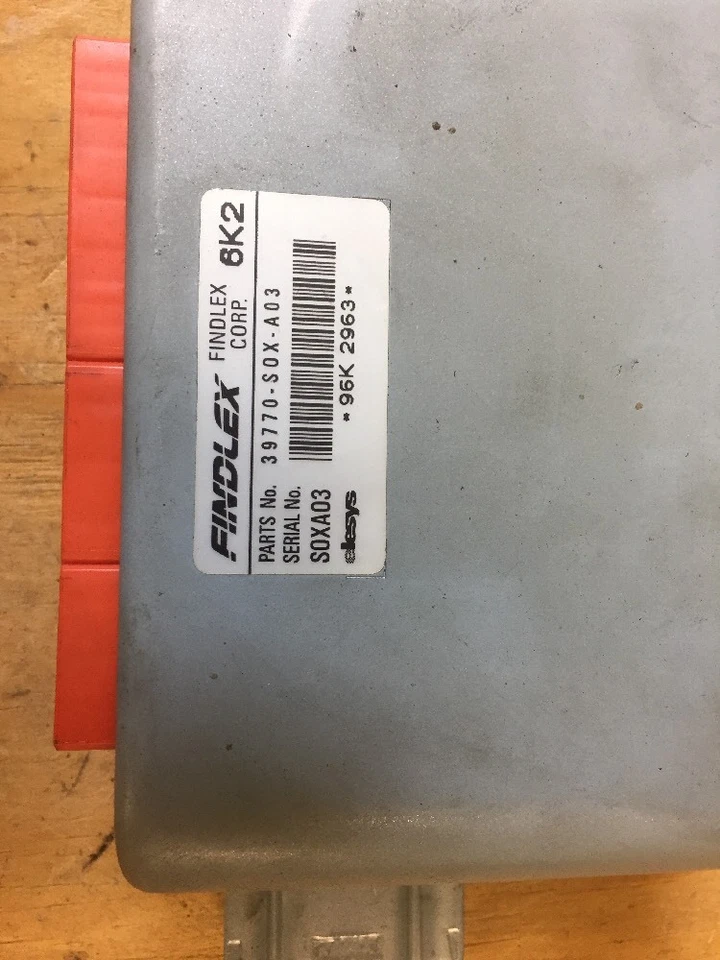 FINDLEX FINDLEX CORP. 6K2
PARTS No. 39770-S0X-A03
SERIAL No.
S0XA03 *96K 2963*
elesys